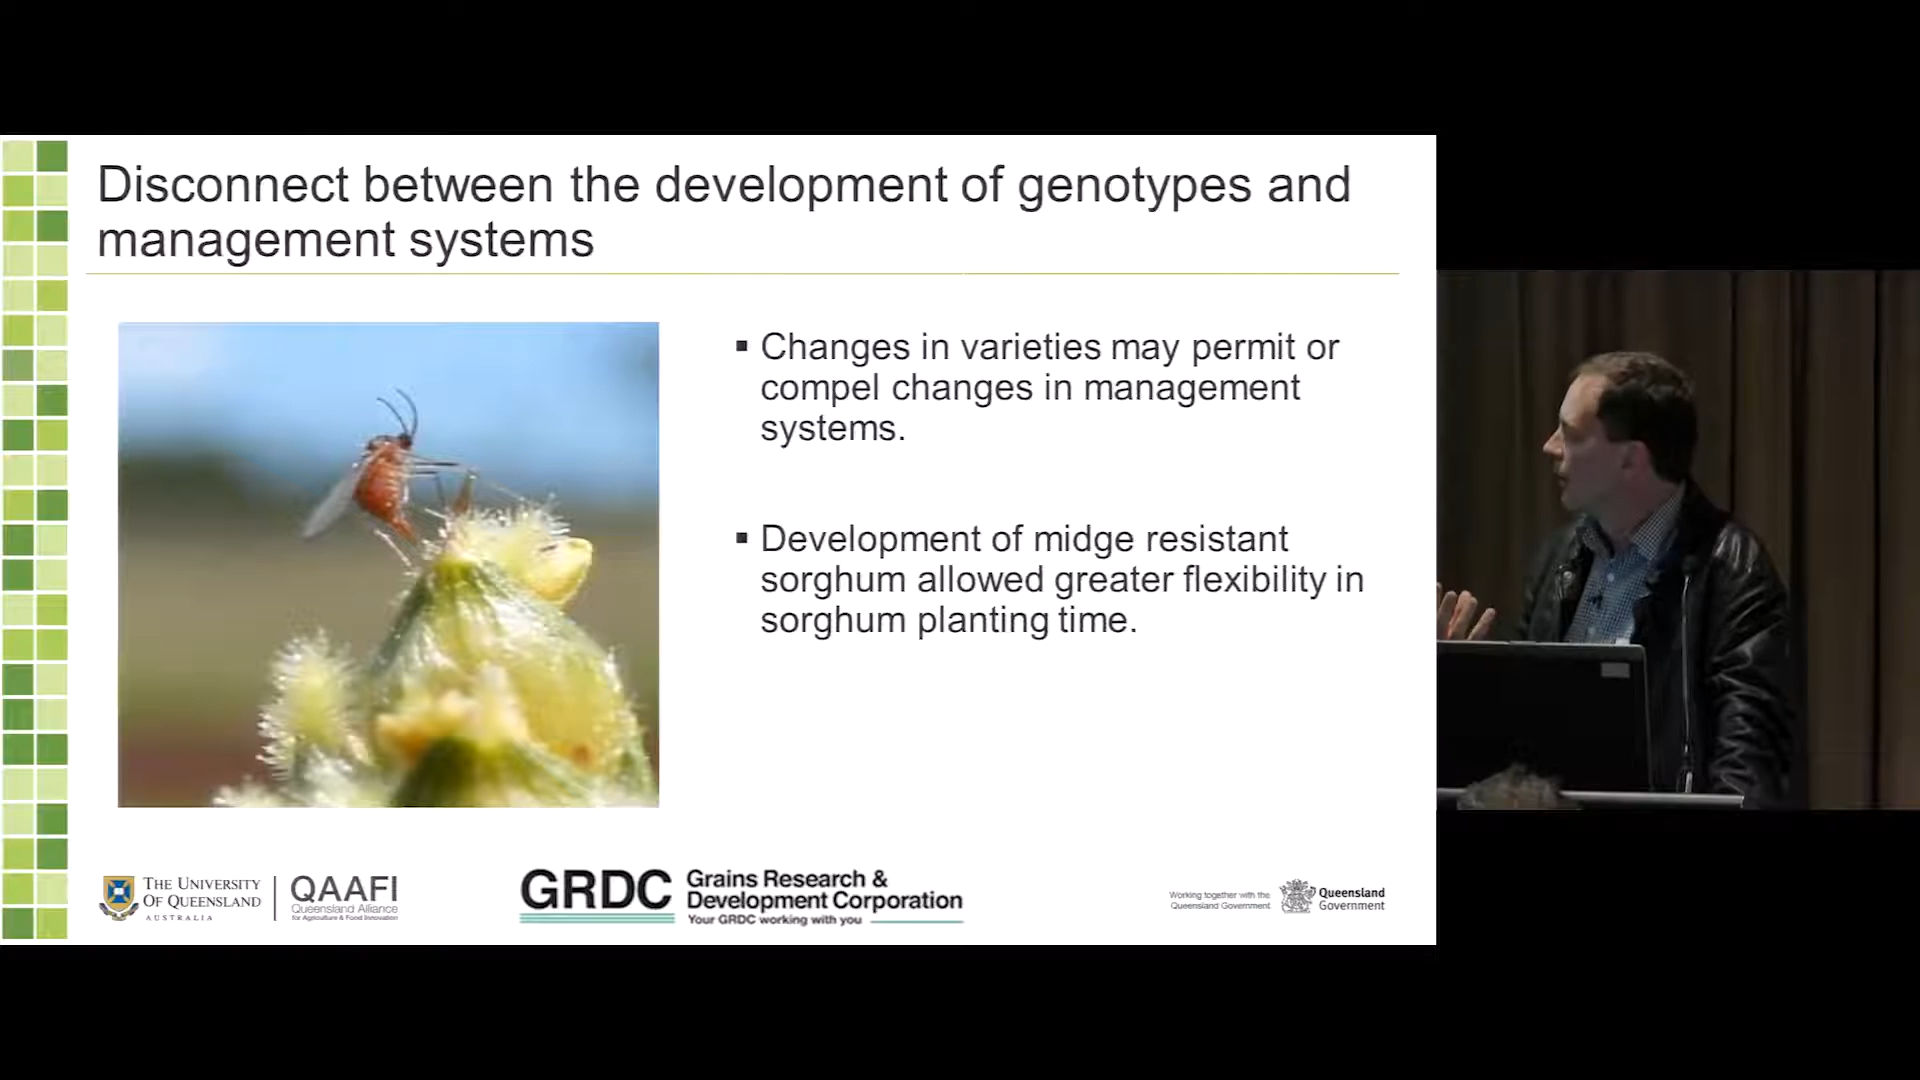 Disconnect between the development of genotypes and
management systems
▪ Changes in varieties may permit or
compel changes in management
systems.
▪ Development of midge resistant
sorghum allowed greater flexibility in
sorghum planting time.
THE UNIVERSITY
OF QUEENSLAND
AUSTRALIA
QAAFI
Queensland Alliance
for Agriculture & Food Innovation
GRDC
Grains Research &
Development Corporation
Your GRDC working with you
Working together with the
Queensland Government
Queensland
Government